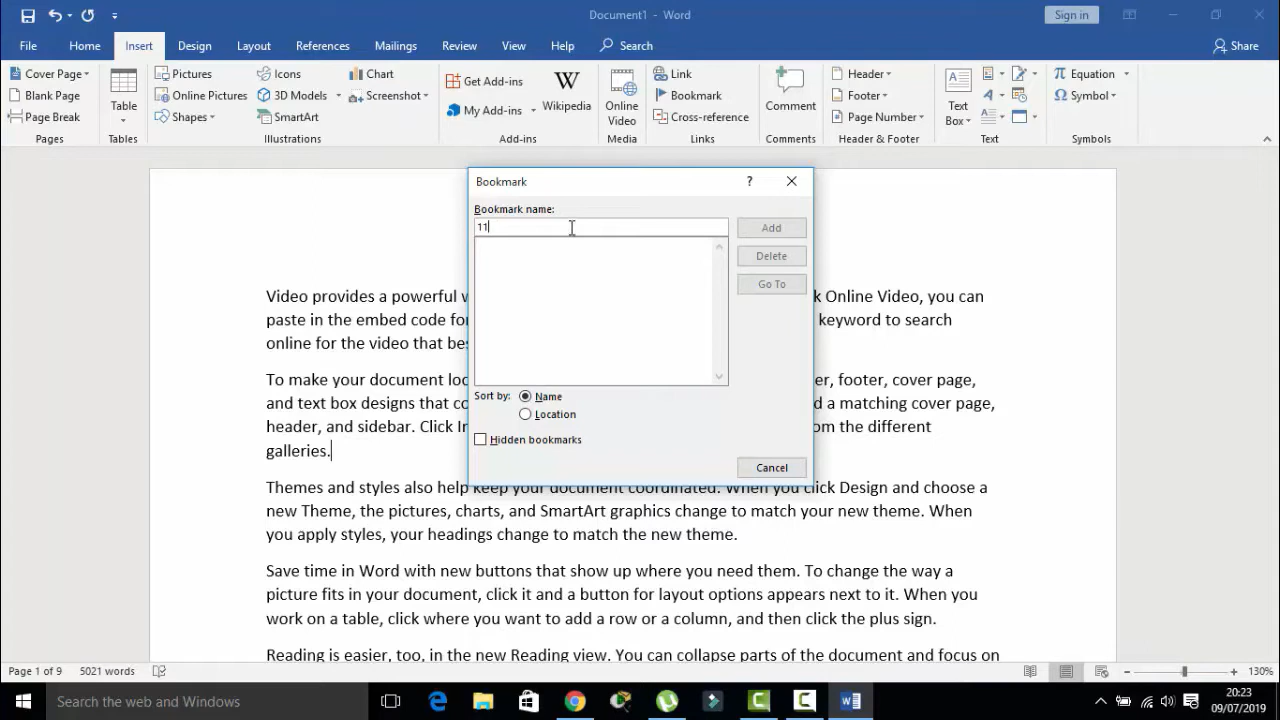 Document1 - Word
Sign in
File Home Insert Design Layout References Mailings Review View Help Search Share
Cover Page
Blank Page
Page Break
Pages
Table
Tables
Pictures
Online Pictures
Shapes
Icons
3D Models
SmartArt
Chart
Screenshot
Illustrations
Get Add-ins
My Add-ins
Wikipedia
Add-ins
Online
Video
Media
Link
Bookmark
Cross-reference
Links
Comment
Comments
Header
Footer
Page Number
Header & Footer
Text
Box
Text
Equation
Symbol
Symbols
Bookmark ?
Bookmark name:
11
Add
Delete
Go To
Sort by: Name
Location
Hidden bookmarks
Cancel
Video provides a powerful Online Video, you can
paste in the embed code for keyword to search
online for the video that
To make your document footer, cover page,
and text box designs that a matching cover page,
header, and sidebar. Click the different
galleries.
Themes and styles also help keep your document coordinated. When you click Design and choose a
new Theme, the pictures, charts, and SmartArt graphics change to match your new theme. When
you apply styles, your headings change to match the new theme.
Save time in Word with new buttons that show up where you need them. To change the way a
picture fits in your document, click it and a button for layout options appears next to it. When you
work on a table, click where you want to add a row or a column, and then click the plus sign.
Reading is easier, too, in the new Reading view. You can collapse parts of the document and focus on
Page 1 of 9 5021 words 130%
Search the web and Windows
20:23
09/07/2019